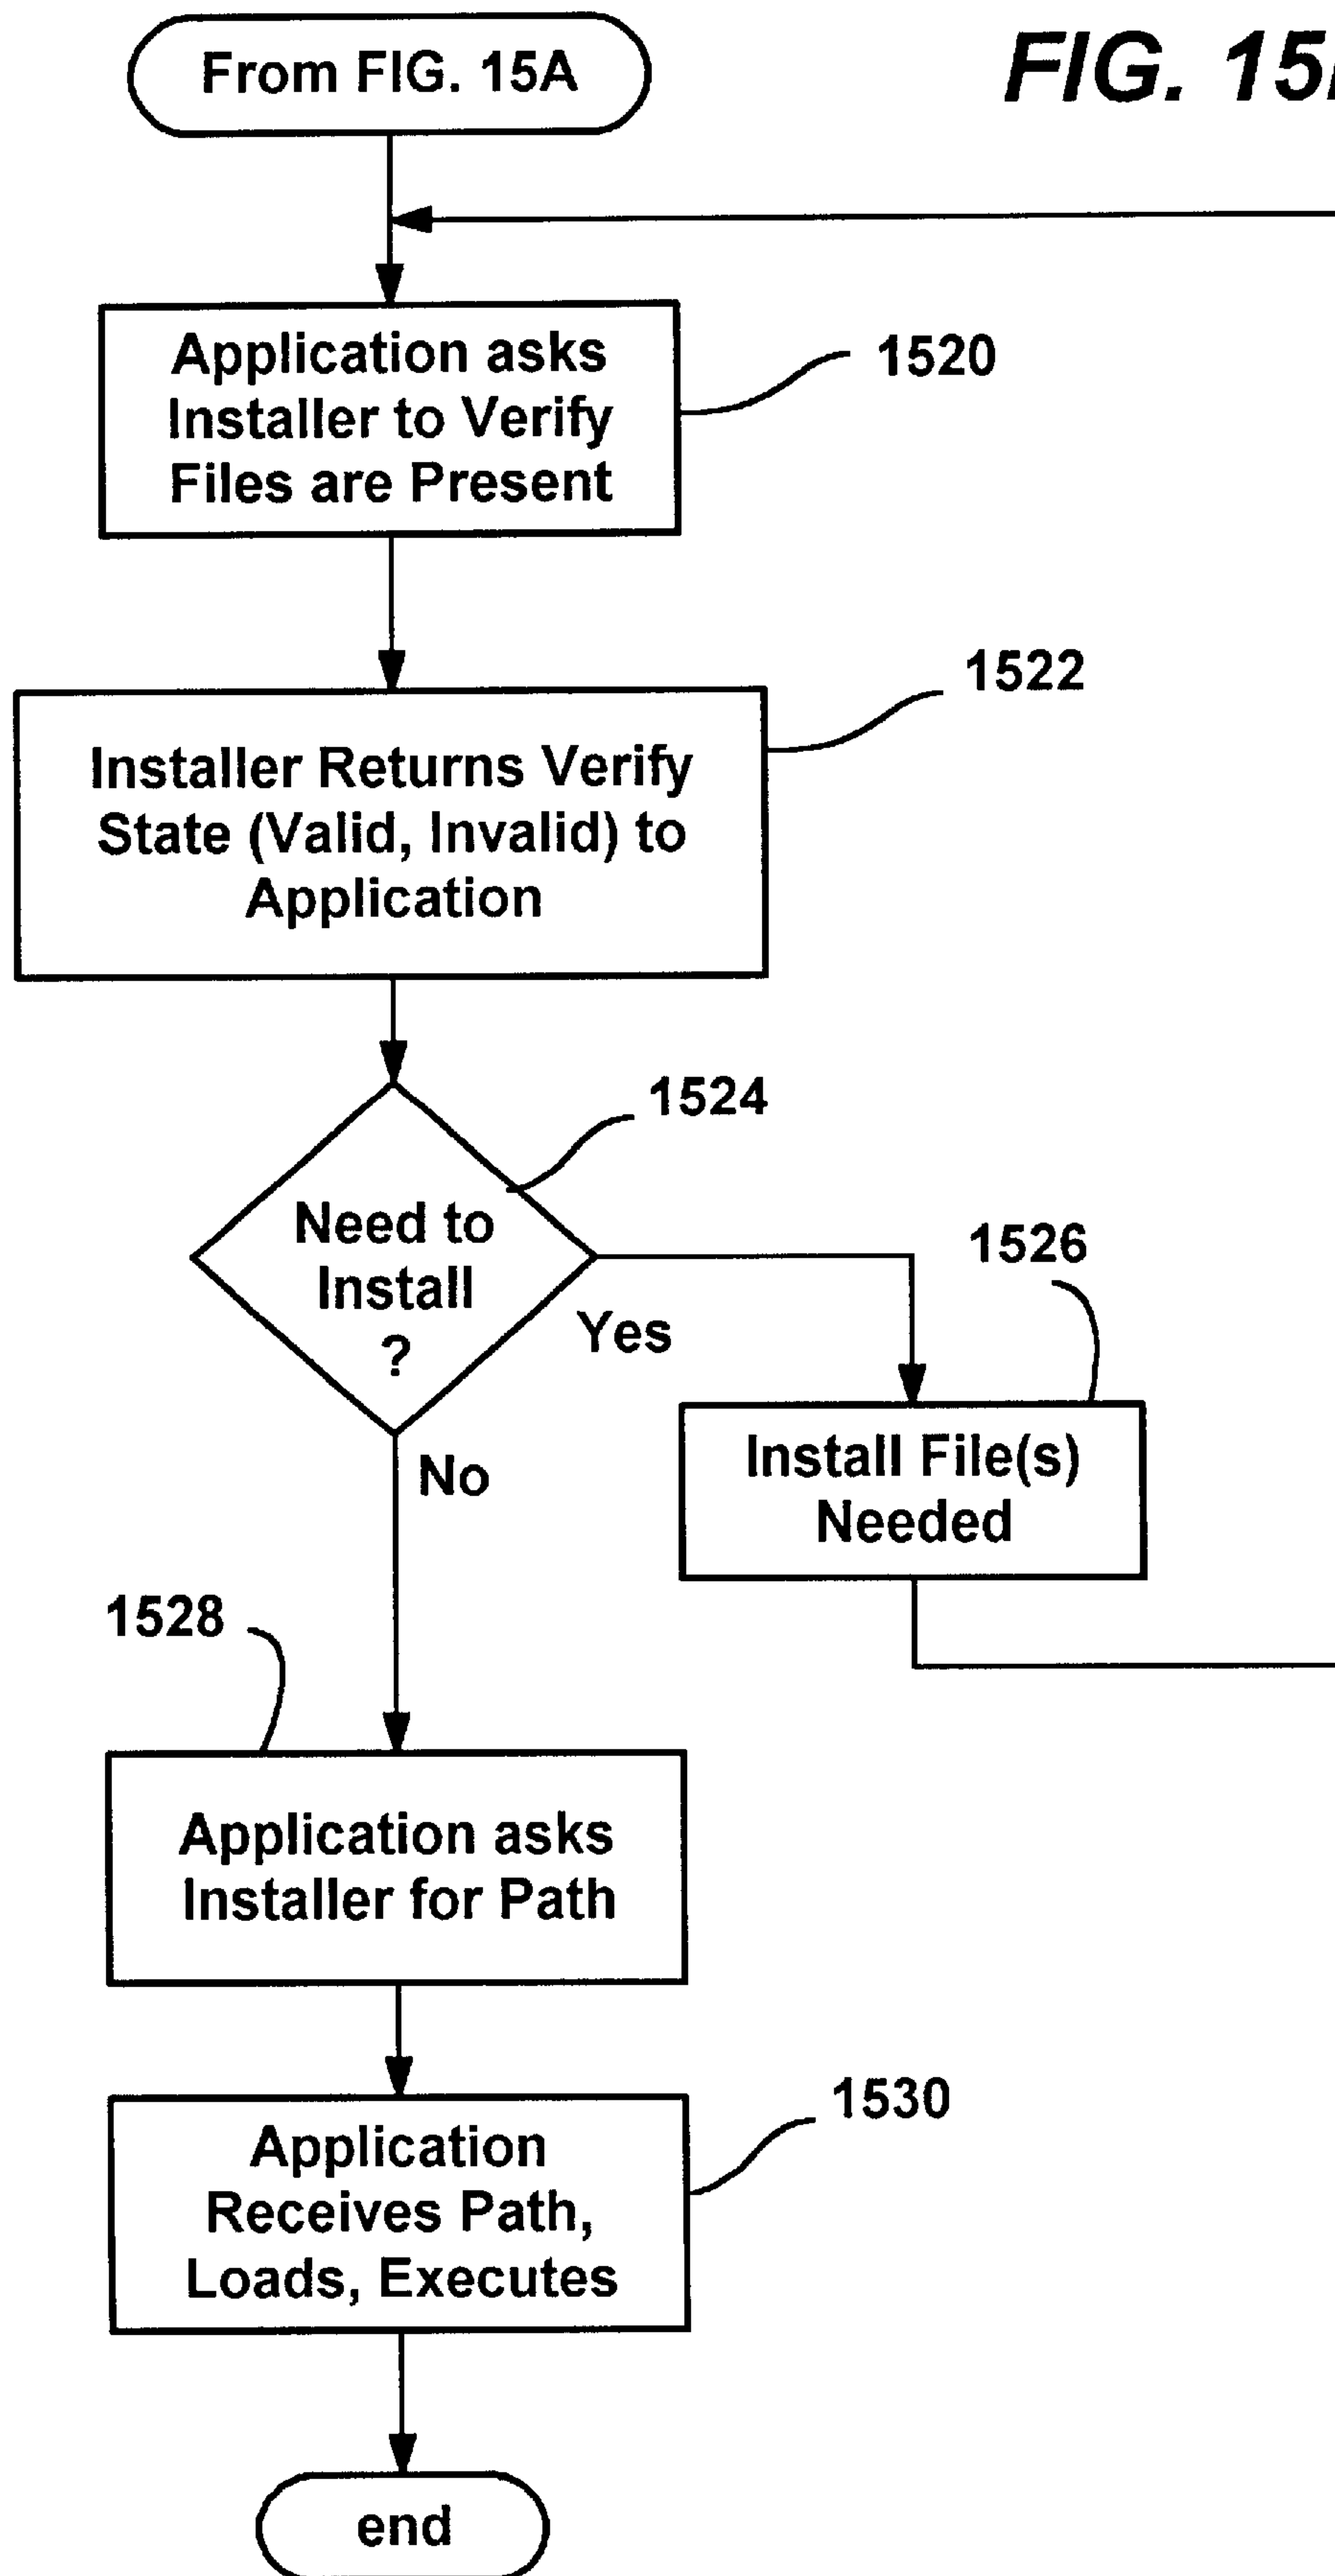 From FIG. 15A
FIG. 15
Application asks
Installer to Verify
Files are Present
1520
Installer Returns Verify
State (Valid, Invalid) to
Application
1522
Need to
Install
?
1524
Yes
1526
Install File(s)
Needed
No
1528
Application asks
Installer for Path
Application
Receives Path,
Loads, Executes
1530
end